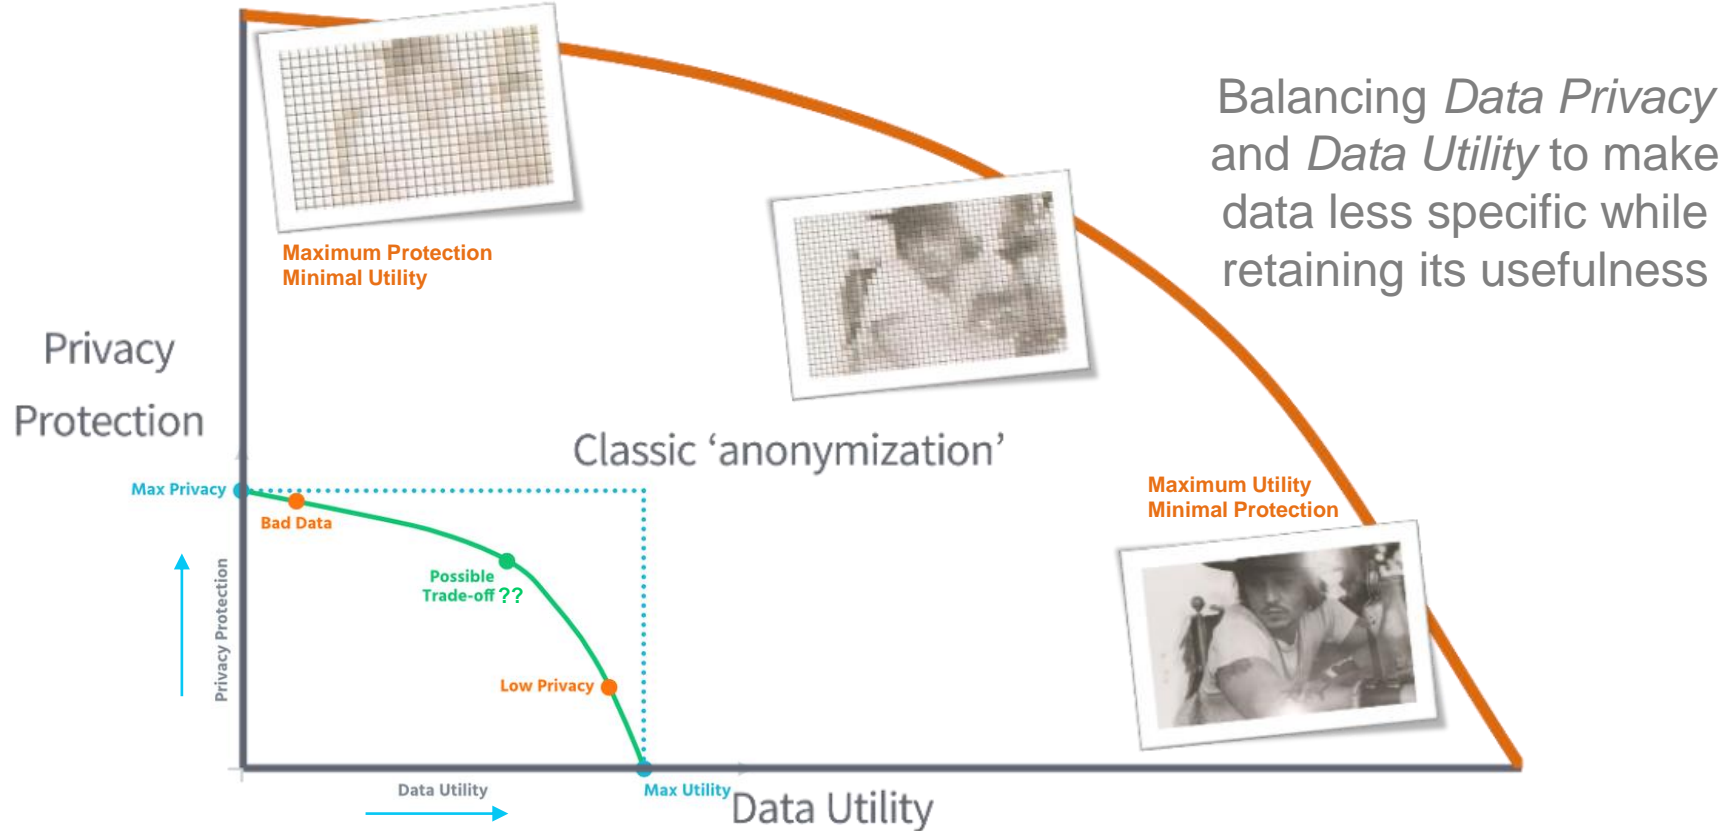 Balancing Data Privacy
and Data Utility to make
data less specific while
retaining its usefulness
Maximum Protection
Minimal Utility
Privacy
Protection
Classic ‘anonymization’
Maximum Utility
Minimal Protection
Max Privacy
Bad Data
Possible
Trade-off ??
Low Privacy
Privacy Protection
Data Utility
Max Utility
Data Utility